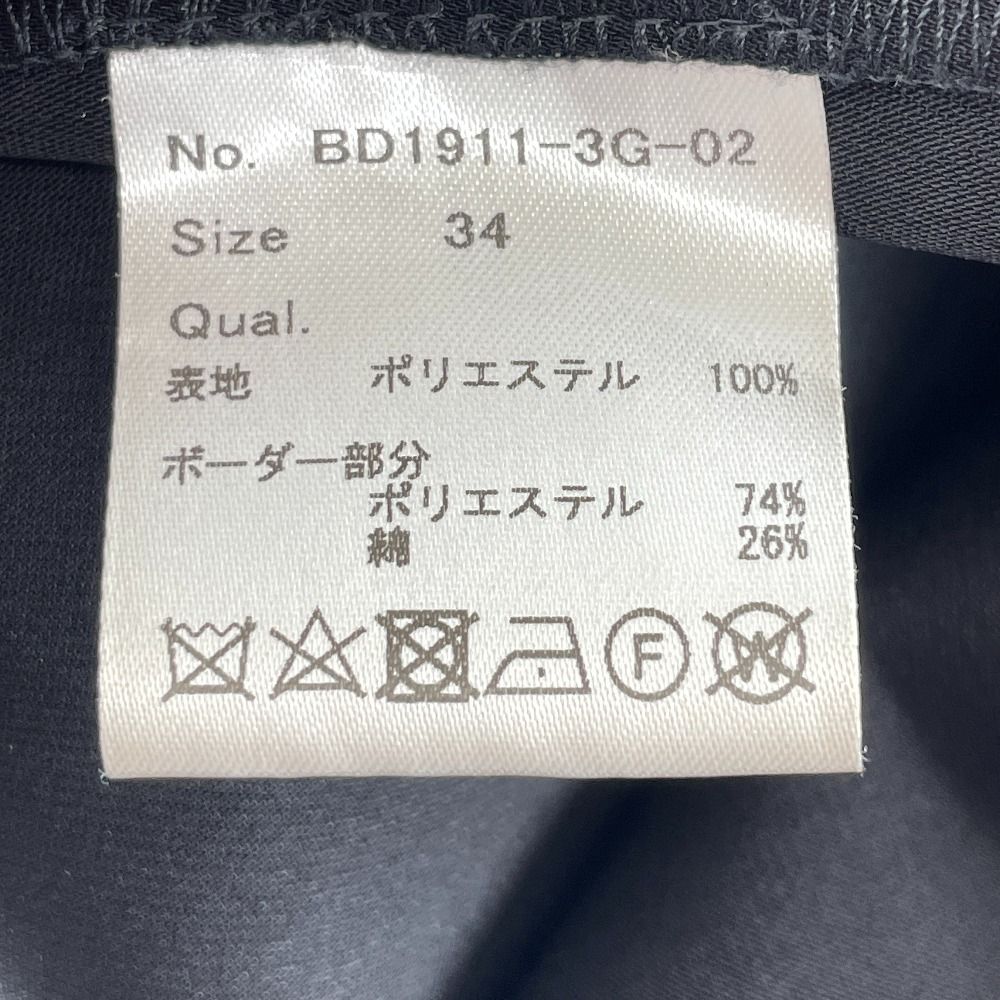 No. BD1911-3G-02
Size 34
Qual.
表地 ポリエステル 100%
ボーダー部分
ポリエステル 74%
綿 26%
F
W